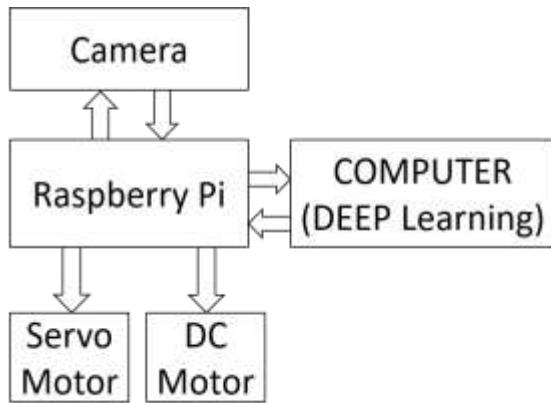 Camera
Raspberry Pi
COMPUTER
(DEEP Learning)
Servo
Motor
DC
Motor